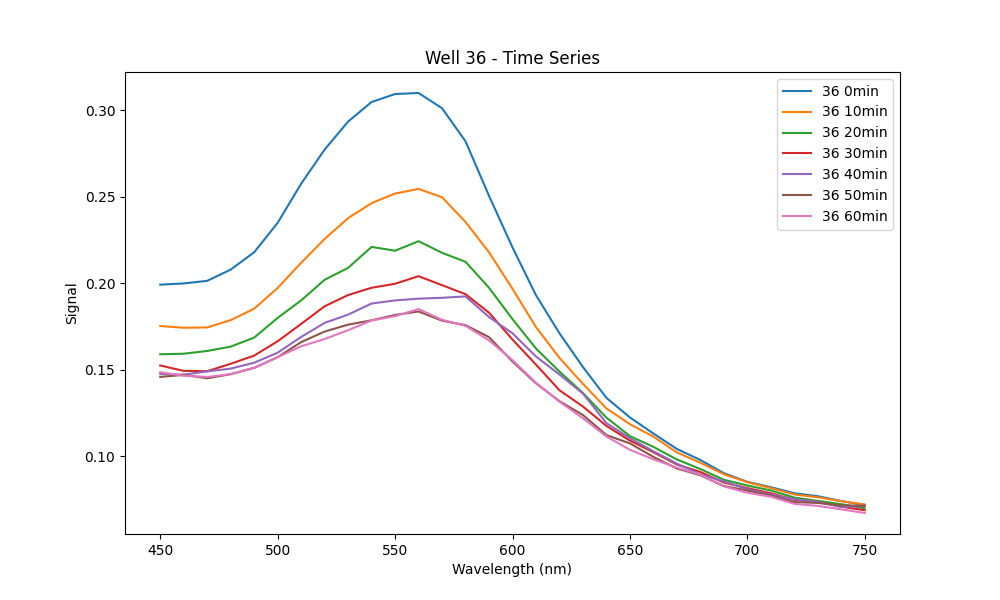 Well 36 - Time Series
36 0min
36 10min
36 20min
36 30min
36 40min
36 50min
36 60min
Signal
0.30
0.25
0.20
0.15
0.10
450 500 550 600 650 700 750
Wavelength (nm)